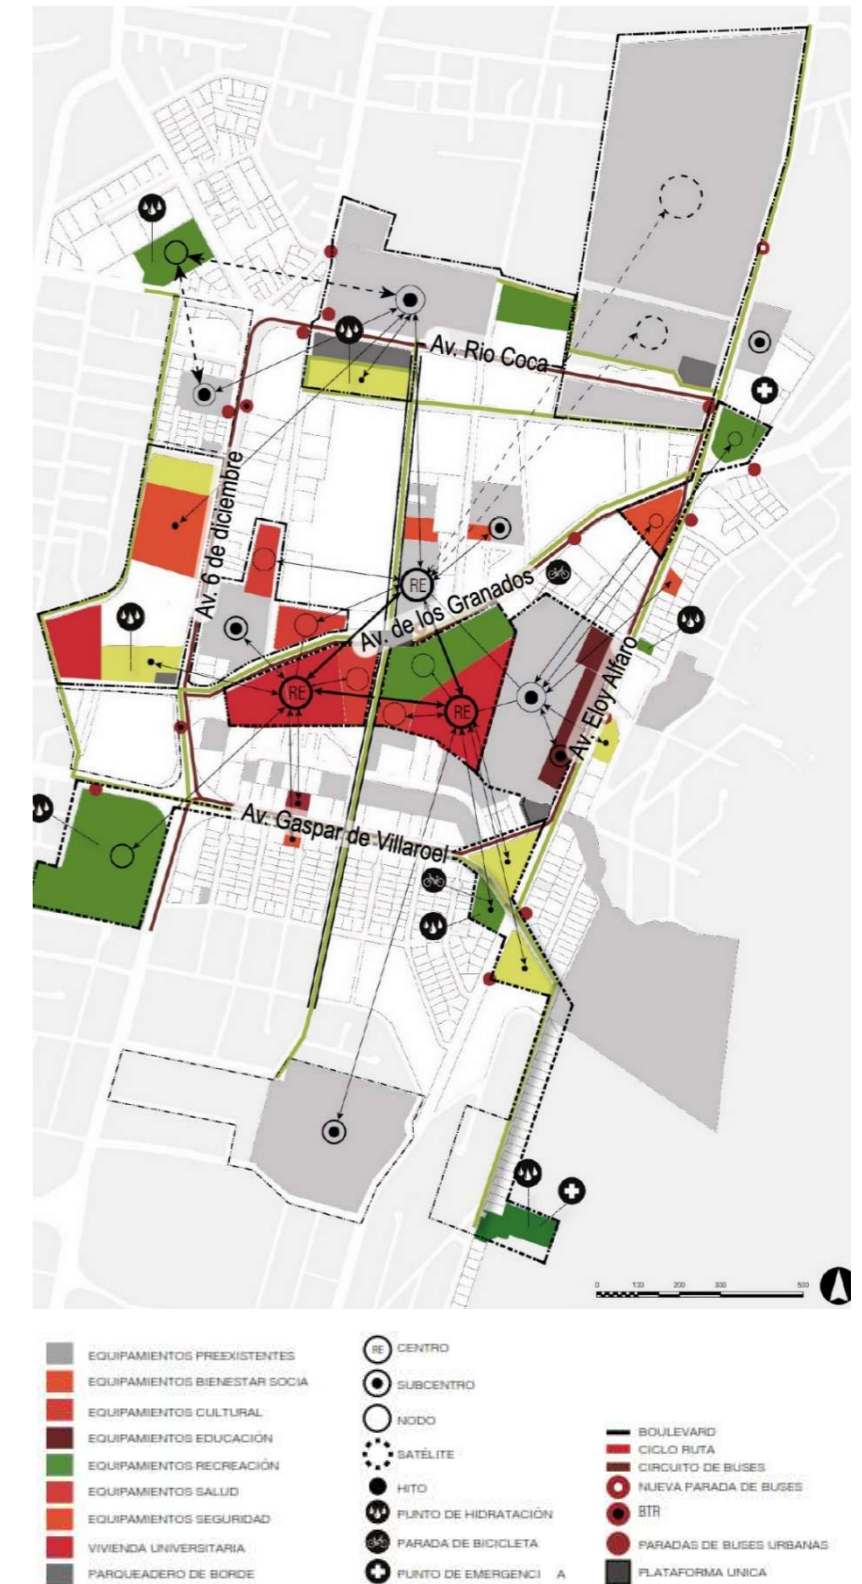 Av. Rio Coca
Av. 6 de diciembre
RE
Av. de los Granados
RE
RE
Av. Eloy Alfaro
Av. Gaspar de Villaroel
0 100 200 300 500
EQUIPAMIENTOS PREEXISTENTES
EQUIPAMIENTOS BIENESTAR SOCIA
EQUIPAMIENTOS CULTURAL
EQUIPAMIENTOS EDUCACIÓN
EQUIPAMIENTOS RECREACIÓN
EQUIPAMIENTOS SALUD
EQUIPAMIENTOS SEGURIDAD
VIVIENDA UNIVERSITARIA
PARQUEADERO DE BORDE
RE CENTRO
SUBCENTRO
NODO
SATÉLITE
HITO
PUNTO DE HIDRATACIÓN
PARADA DE BICICLETA
PUNTO DE EMERGENCI A
BOULEVARD
CICLO RUTA
CIRCUITO DE BUSES
NUEVA PARADA DE BUSES
BTR
PARADAS DE BUSES URBANAS
PLATAFORMA UNICA